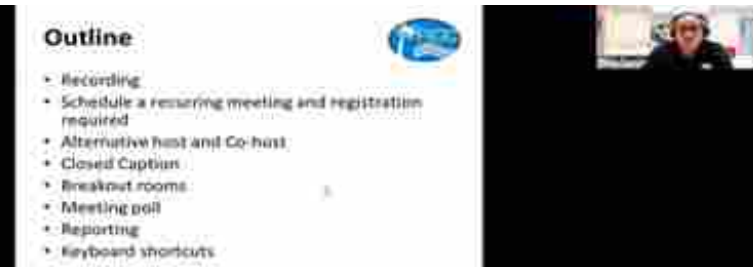 Outline
• Recording
• Schedule a recurring meeting and registration
required
• Alternative host and Co-host
• Closed Caption
• Breakout rooms
• Meeting poll
• Reporting
• Keyboard shortcuts